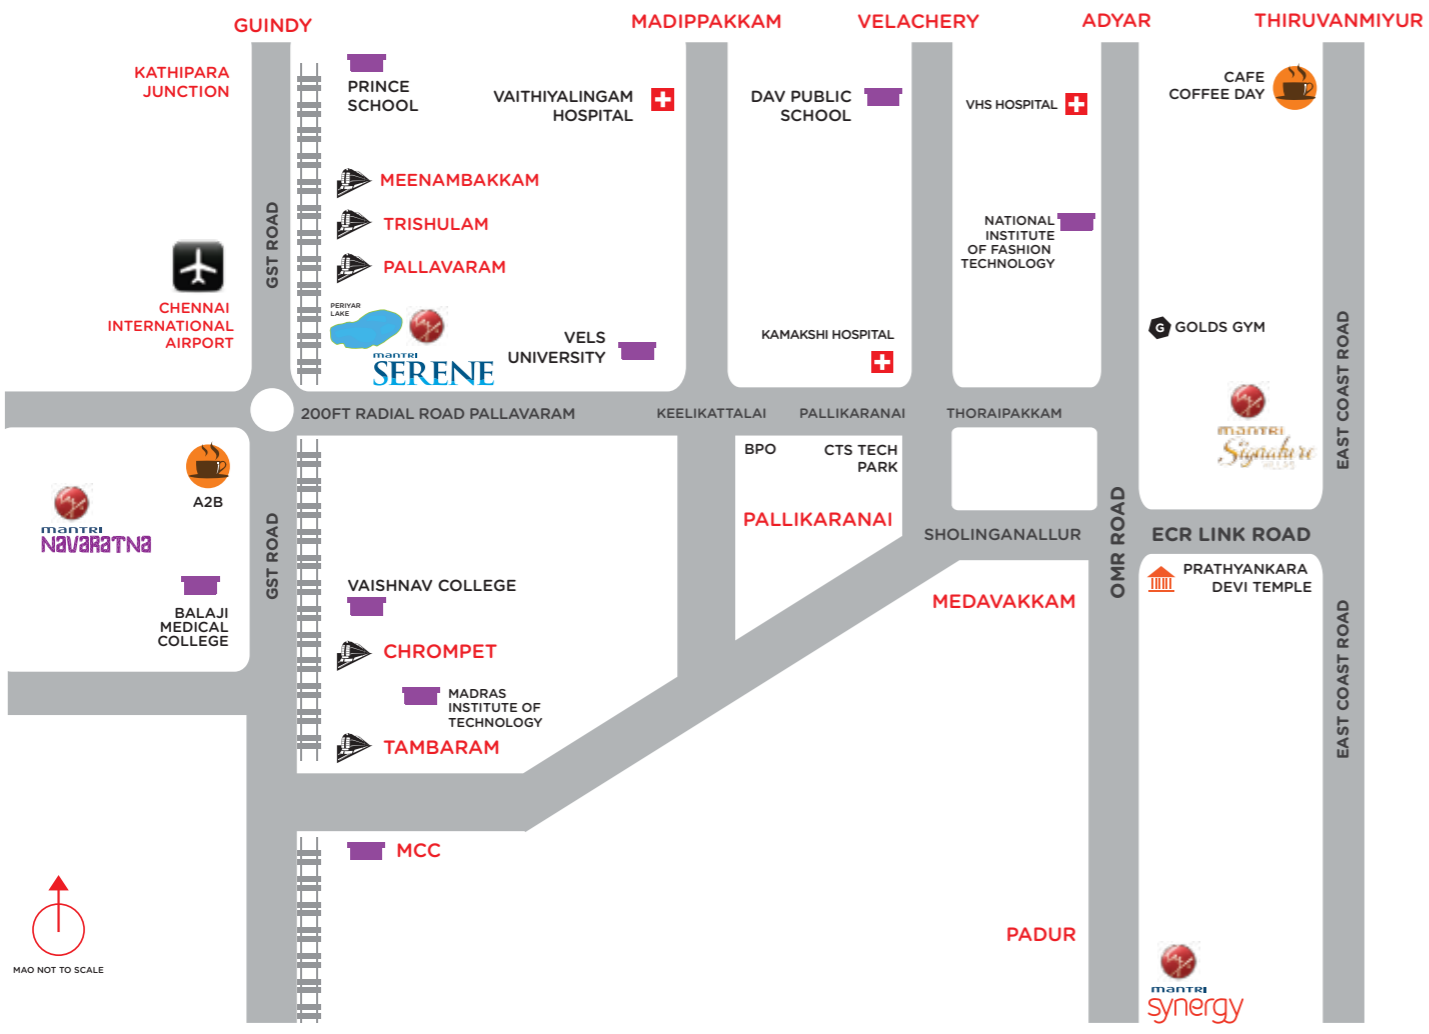 GUINDY
MADIPPAKKAM
VELACHERY
ADYAR
THIRUVANMIYUR
KATHIPARA
JUNCTION
PRINCE
SCHOOL
VAITHIYALINGAM
HOSPITAL
DAV PUBLIC
SCHOOL
VHS HOSPITAL
CAFE
COFFEE DAY
MEENAMBAKKAM
TRISHULAM
PALLAVARAM
GST ROAD
NATIONAL
INSTITUTE
OF FASHION
TECHNOLOGY
CHENNAI
INTERNATIONAL
AIRPORT
PERIYAR
LAKE
mantri
SERENE
VELS
UNIVERSITY
KAMAKSHI HOSPITAL
G GOLDS GYM
EAST COAST ROAD
200FT RADIAL ROAD PALLAVARAM
KEELIKATTALAI
PALLIKARANAI
THORAIPAKKAM
mantri
Signature
A2B
BPO
CTS TECH
PARK
mantri
NAVARATNA
GST ROAD
PALLIKARANAI
SHOLINGANALLUR
OMR ROAD
ECR LINK ROAD
BALAJI
MEDICAL
COLLEGE
VAISHNAV COLLEGE
PRATHYANKARA
DEVI TEMPLE
MEDAVAKKAM
EAST COAST ROAD
CHROMPET
MADRAS
INSTITUTE OF
TECHNOLOGY
TAMBARAM
MCC
PADUR
MAO NOT TO SCALE
mantri
synergy